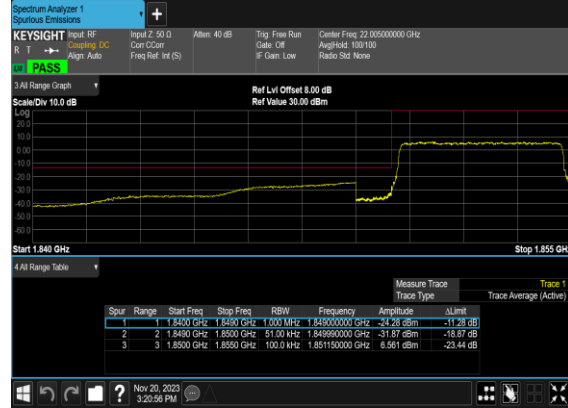 Spectrum Analyzer 1
Spurious Emissions
+
KEYSIGHT Input: RF Input Z: 50 Ω Atten: 40 dB Trig: Free Run Center Freq: 22.005000000 GHz
R T Coupling: DC Corr CCorr Gate: Off Avg|Hold: 100/100
Align: Auto Freq Ref: Int (S) IF Gain: Low Radio Std: None
PASS
3 All Range Graph
Ref Lvl Offset 8.00 dB
Scale/Div 10.0 dB Ref Value 30.00 dBm
Log
20.0
10.0
0.00
-10.0
-20.0
-30.0
-40.0
-50.0
-60.0
Start 1.840 GHz Stop 1.855 GH
4 All Range Table
Measure Trace Trace 1
Trace Type Trace Average (Active)
Spur Range Start Freq Stop Freq RBW Frequency Amplitude ΔLimit
1 1 1.8400 GHz 1.8490 GHz 1.000 MHz 1.849000000 GHz -24.28 dBm -11.28 dB
2 2 1.8490 GHz 1.8500 GHz 51.00 kHz 1.849990000 GHz -31.87 dBm -18.87 dB
3 3 1.8500 GHz 1.8550 GHz 100.0 kHz 1.851150000 GHz 6.561 dBm -23.44 dB
?
Nov 20, 2023
3:20:56 PM